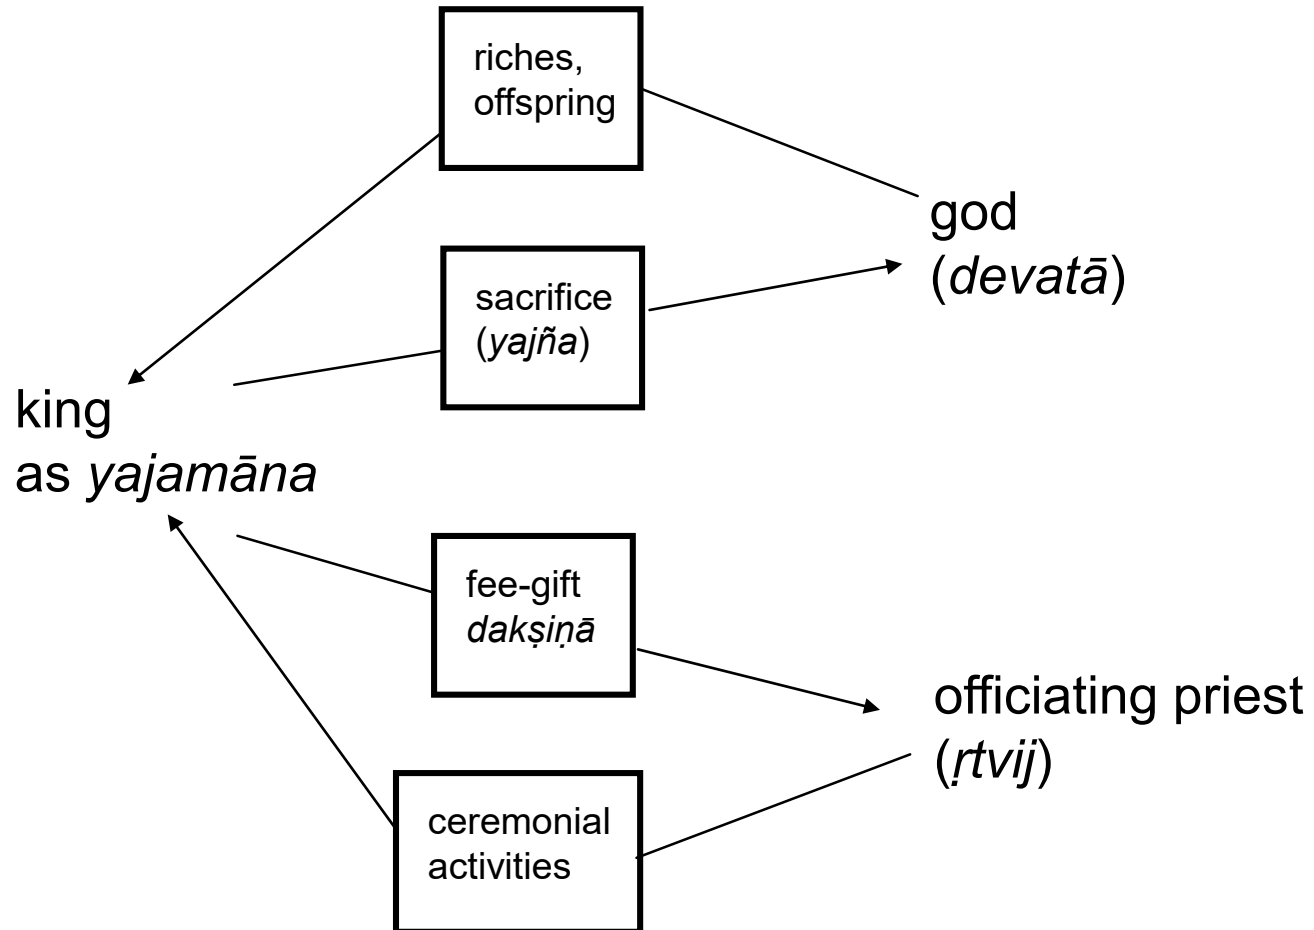 riches,
offspring
god
(devatā)
sacrifice
(yajña)
king
as yajamāna
fee-gift
dakṣiṇā
officiating priest
(ṛtvij)
ceremonial
activities